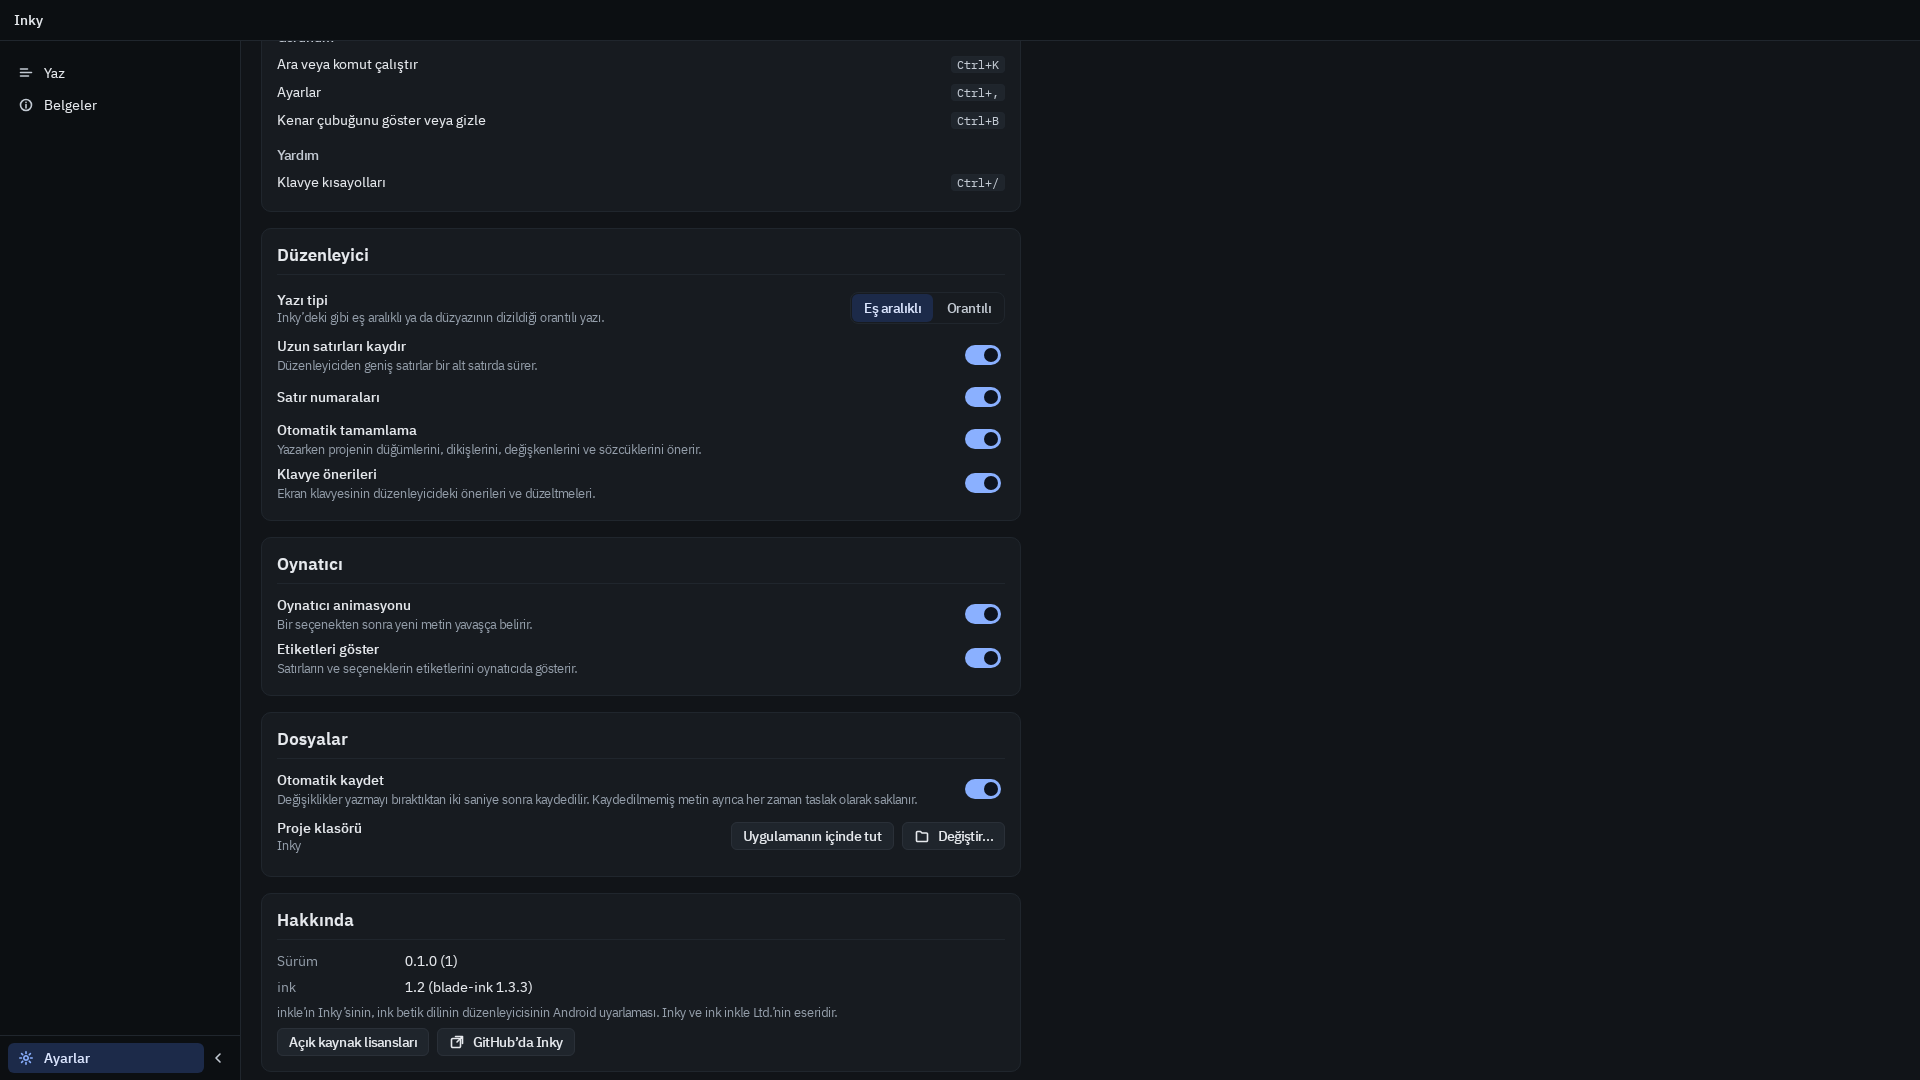 Inky
Yaz
Belgeler
Ara veya komut çalıştır
Ctrl+K
Ayarlar
Ctrl+,
Kenar çubuğunu göster veya gizle
Ctrl+B
Yardım
Klavye kısayolları
Ctrl+/
Düzenleyici
Yazı tipi
Inky’deki gibi eş aralıklı ya da düzyazının dizildiği orantılı yazı.
Eş aralıklı
Orantılı
Uzun satırları kaydır
Düzenleyiciden geniş satırlar bir alt satırda sürer.
Satır numaraları
Otomatik tamamlama
Yazarken projenin düğümlerini, dikişlerini, değişkenlerini ve sözcüklerini önerir.
Klavye önerileri
Ekran klavyesinin düzenleyicideki önerileri ve düzeltmeleri.
Oynatıcı
Oynatıcı animasyonu
Bir seçenekten sonra yeni metin yavaşça belirir.
Etiketleri göster
Satırların ve seçeneklerin etiketlerini oynatıcıda gösterir.
Dosyalar
Otomatik kaydet
Değişiklikler yazmayı bıraktıktan iki saniye sonra kaydedilir. Kaydedilmemiş metin ayrıca her zaman taslak olarak saklanır.
Proje klasörü
Inky
Uygulamanın içinde tut
Değiştir…
Hakkında
Sürüm
0.1.0 (1)
ink
1.2 (blade-ink 1.3.3)
inkle’ın Inky’sinin, ink betik dilinin düzenleyicisinin Android uyarlaması. Inky ve ink inkle Ltd.’nin eseridir.
Açık kaynak lisansları
GitHub’da Inky
Ayarlar